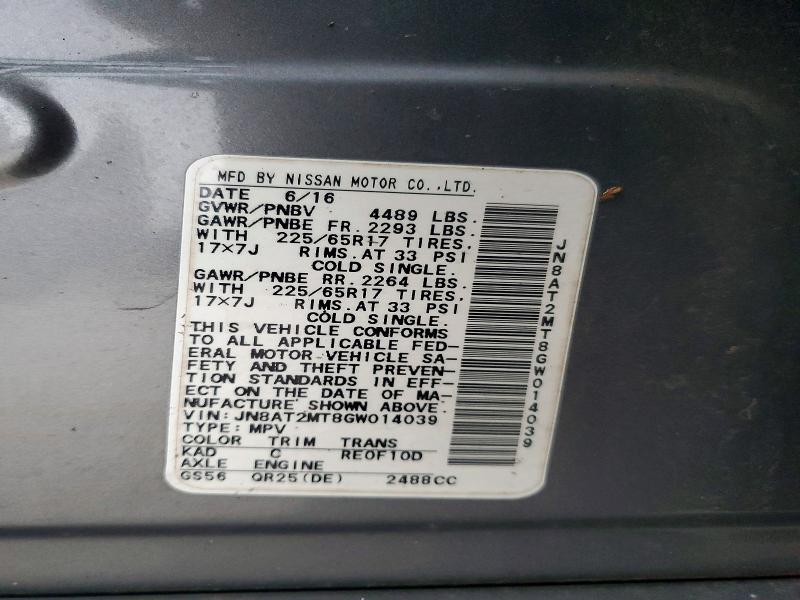 MFD BY NISSAN MOTOR CO.,LTD.
DATE 6/16
GVWR/PNBV 4489 LBS.
GAWR/PNBE FR. 2293 LBS.
WITH 225/65R17 TIRES,
17×7J RIMS.AT 33 PSI
COLD SINGLE.
GAWR/PNBE RR. 2264 LBS.
WITH 225/65R17 TIRES,
17×7J RIMS.AT 33 PSI
COLD SINGLE.
THIS VEHICLE CONFORMS
TO ALL APPLICABLE FED-
ERAL MOTOR VEHICLE SA-
FETY AND THEFT PREVEN-
TION STANDARDS IN EFF-
ECT ON THE DATE OF MA-
NUFACTURE SHOWN ABOVE.
VIN:JN8AT2MT8GW014039
TYPE: MPV
COLOR TRIM TRANS
KAD C RE0F10D
AXLE ENGINE
GS56 QR25(DE) 2488CC
JN8AT2MT8GW014039